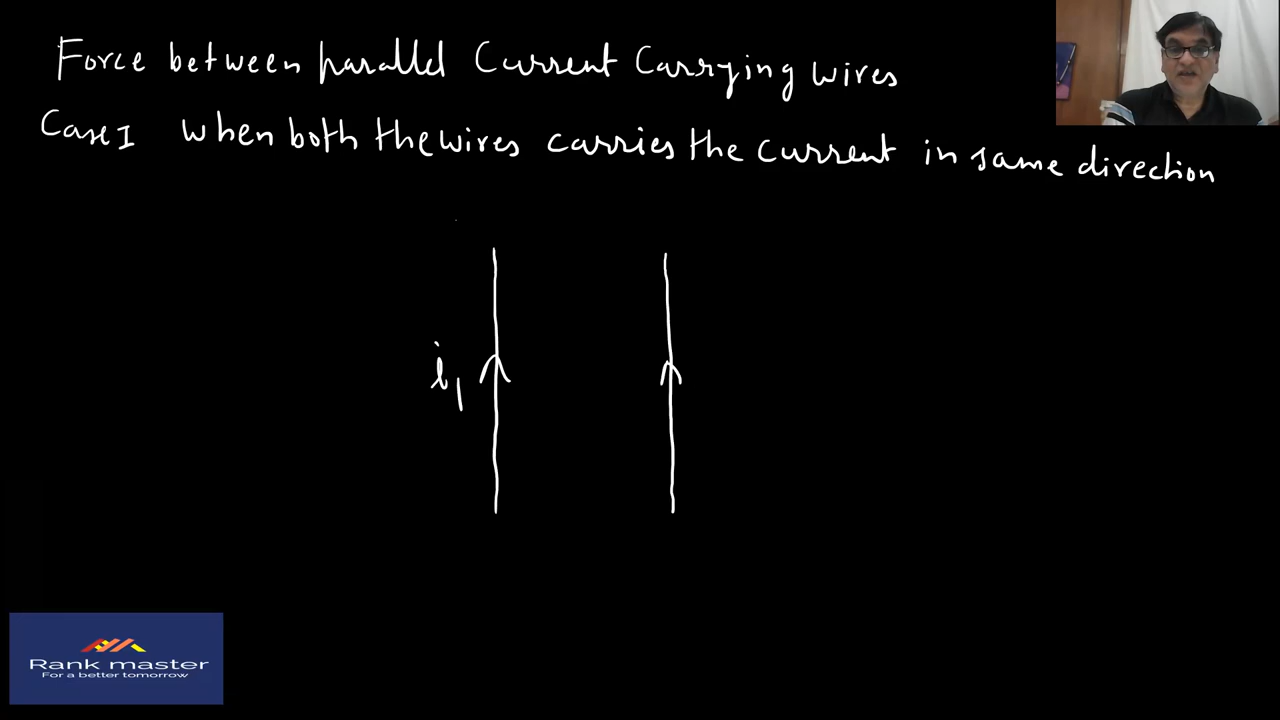 Force between parallel Current Carrying wires
Case I when both the wires carries the current in same direction
i1
Rank master
For a better tomorrow